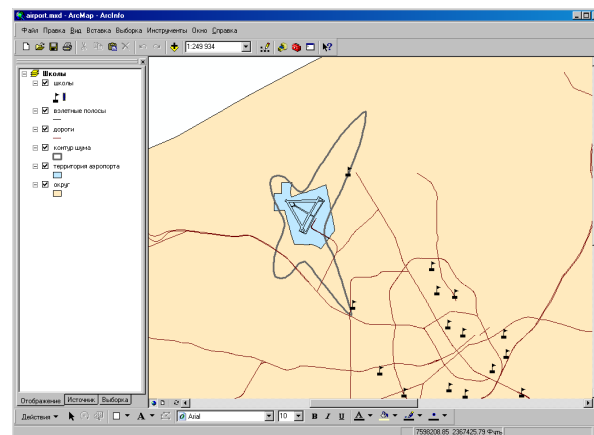 airport.mxd - ArcMap - ArcInfo
Файл Правка Вид Вставка Выборка Инструменты Окно Справка
1:249 934
Школы
школы
взлетные полосы
дороги
контур шума
территория аэропорта
округ
Отображение Источник Выборка
Действия A Arial 10 B I U A
7598208.85 2367425.79 Футы